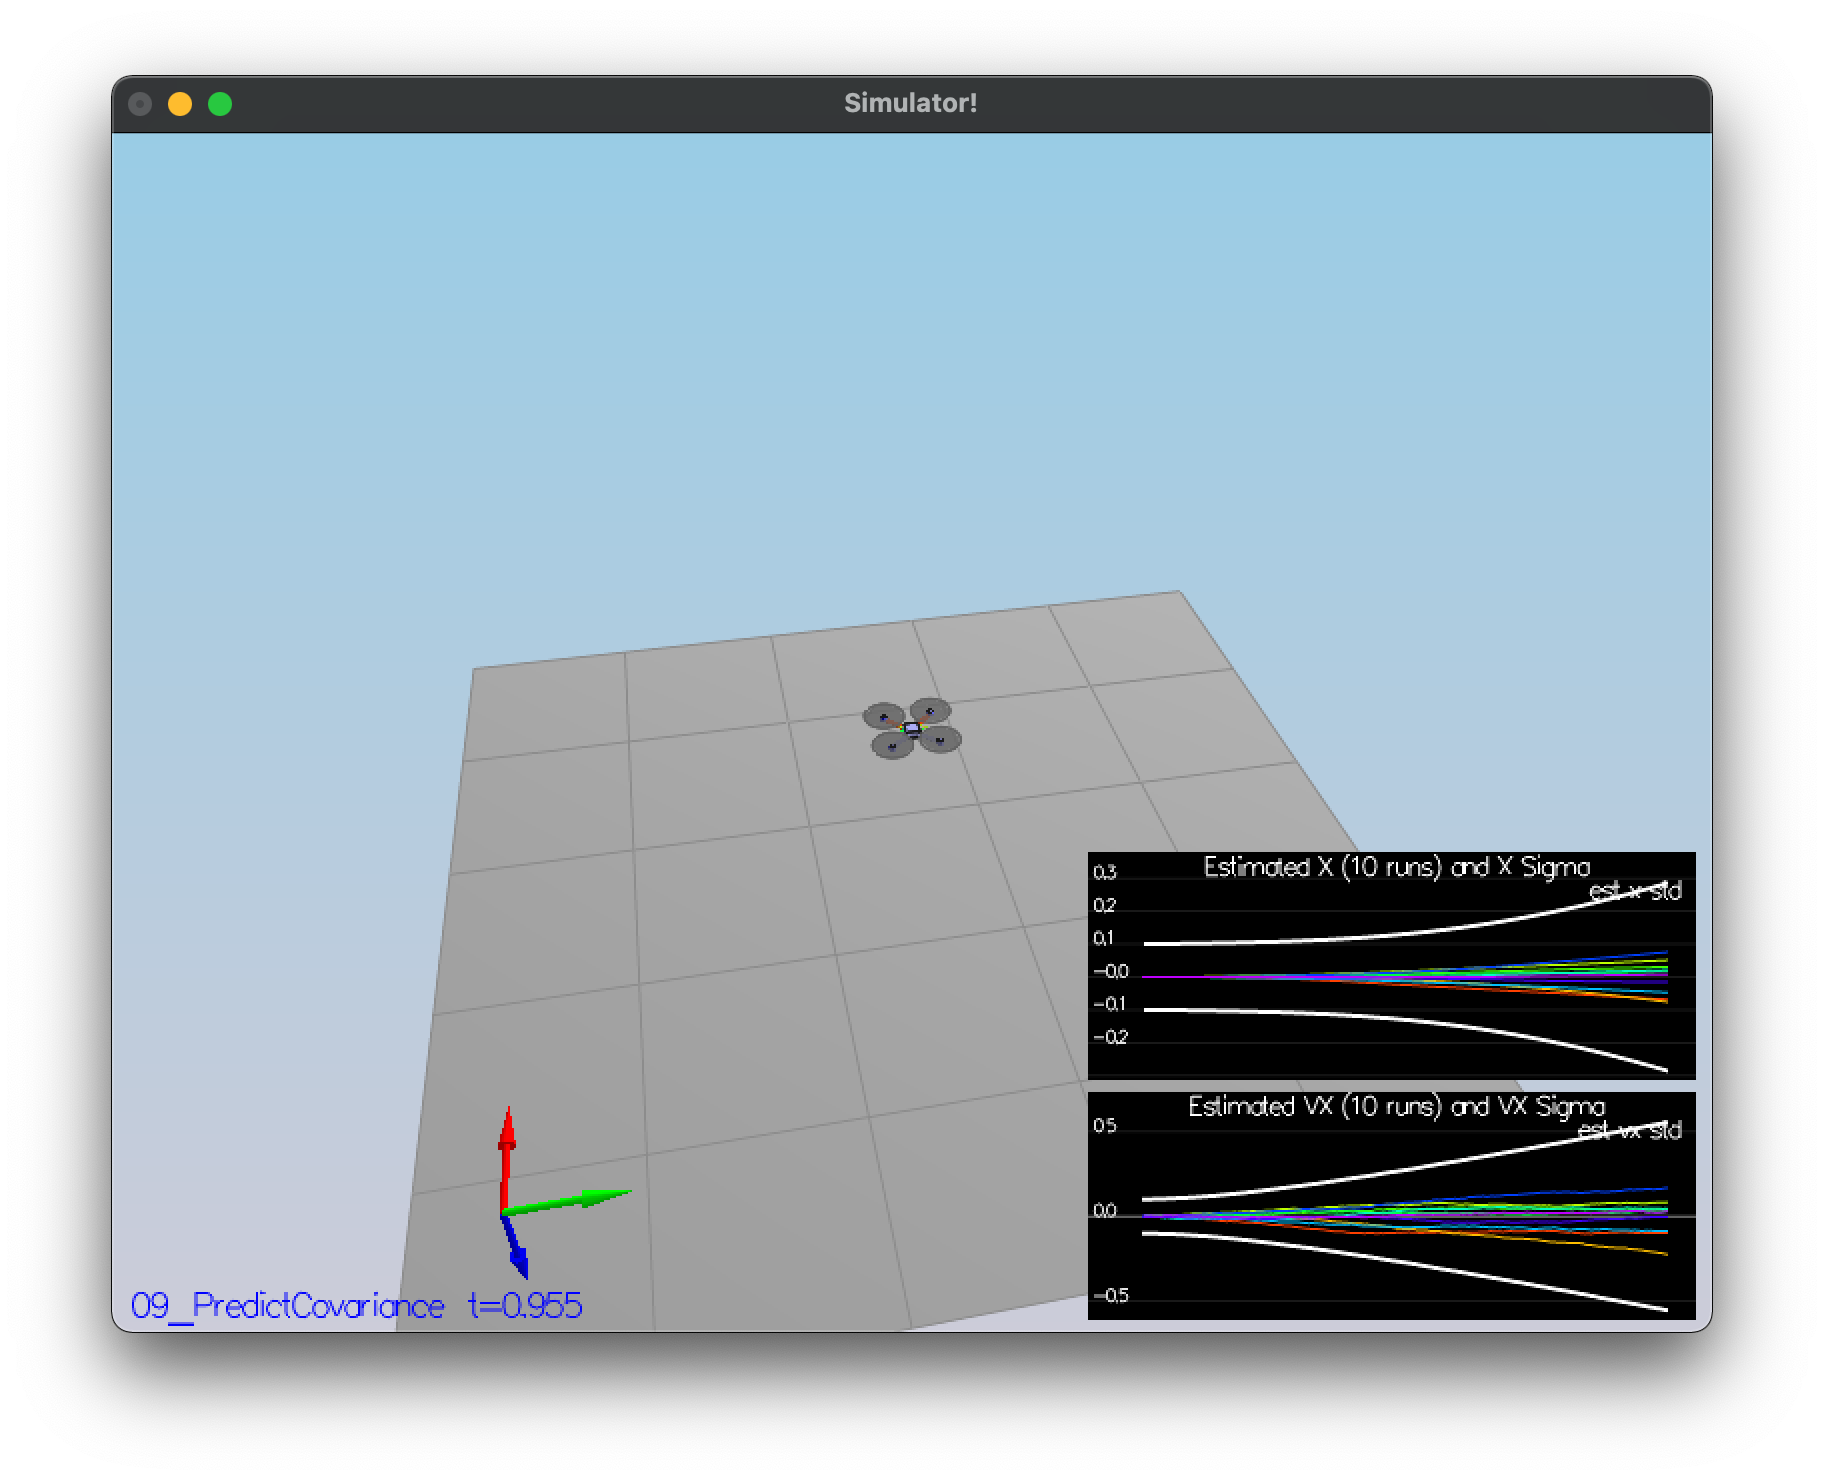 Simulator!
Estimated X (10 runs) and X Sigma
est x std
0.3
0.2
0.1
-0.0
-0.1
-0.2
Estimated VX (10 runs) and VX Sigma
est vx std
0.5
0.0
-0.5
09_PredictCovariance t=0.955